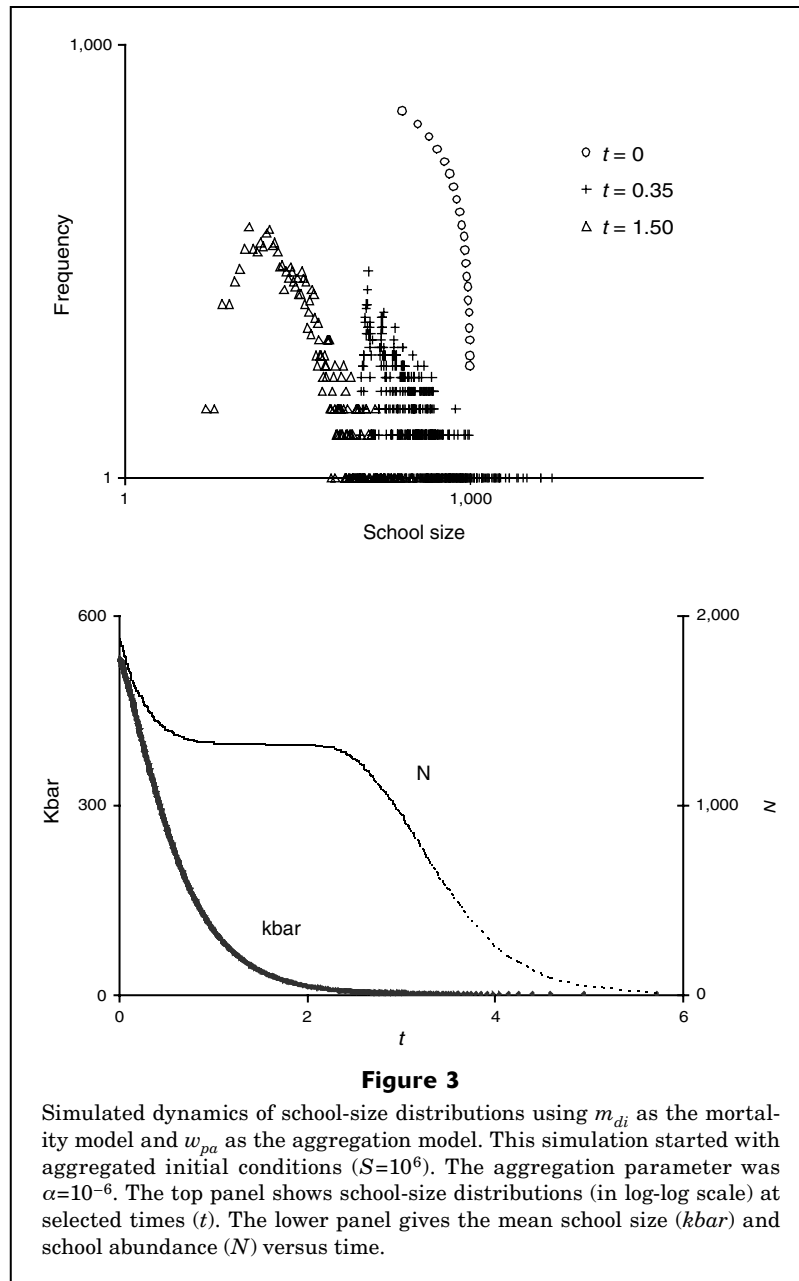 1,000
Frequency
○ t = 0
+ t = 0.35
△ t = 1.50
1
1
1,000
School size
600
2,000
Kbar
300
N
1,000
N
kbar
0
0
0
2
4
6
t
Figure 3
Simulated dynamics of school-size distributions using m_di as the mortal-
ity model and w_pa as the aggregation model. This simulation started with
aggregated initial conditions (S=10⁶). The aggregation parameter was
α=10⁻⁶. The top panel shows school-size distributions (in log-log scale) at
selected times (t). The lower panel gives the mean school size (kbar) and
school abundance (N) versus time.